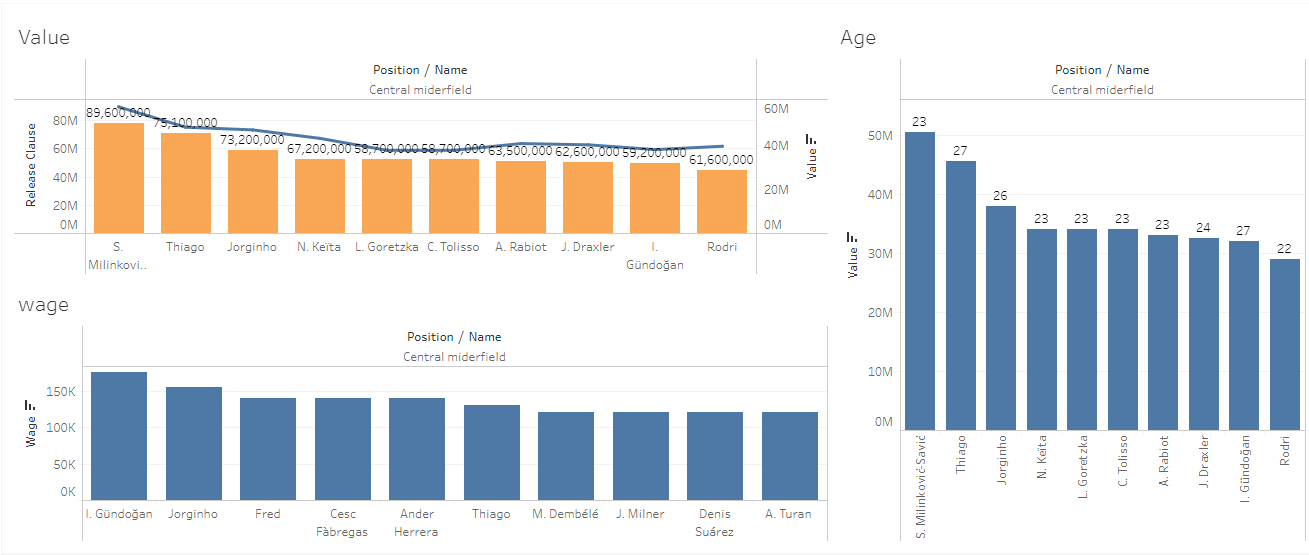 Value
Position / Name
Central miderfield
Release Clause
80M
60M
40M
20M
0M
89,600,000
75,100,000
73,200,000
67,200,000
58,700,000
58,700,000
63,500,000
62,600,000
59,200,000
61,600,000
60M
40M
20M
0M
Value
S. Milinkovi..
Thiago
Jorginho
N. Keïta
L. Goretzka
C. Tolisso
A. Rabiot
J. Draxler
I. Gündoğan
Rodri
wage
Position / Name
Central miderfield
Wage
150K
100K
50K
0K
I. Gündoğan
Jorginho
Fred
Cesc Fàbregas
Ander Herrera
Thiago
M. Dembélé
J. Milner
Denis Suárez
A. Turan
Age
Position / Name
Central miderfield
Value
50M
40M
30M
20M
10M
0M
23
27
26
23
23
23
23
24
27
22
S. Milinković-Savić
Thiago
Jorginho
N. Keïta
L. Goretzka
C. Tolisso
A. Rabiot
J. Draxler
I. Gündoğan
Rodri